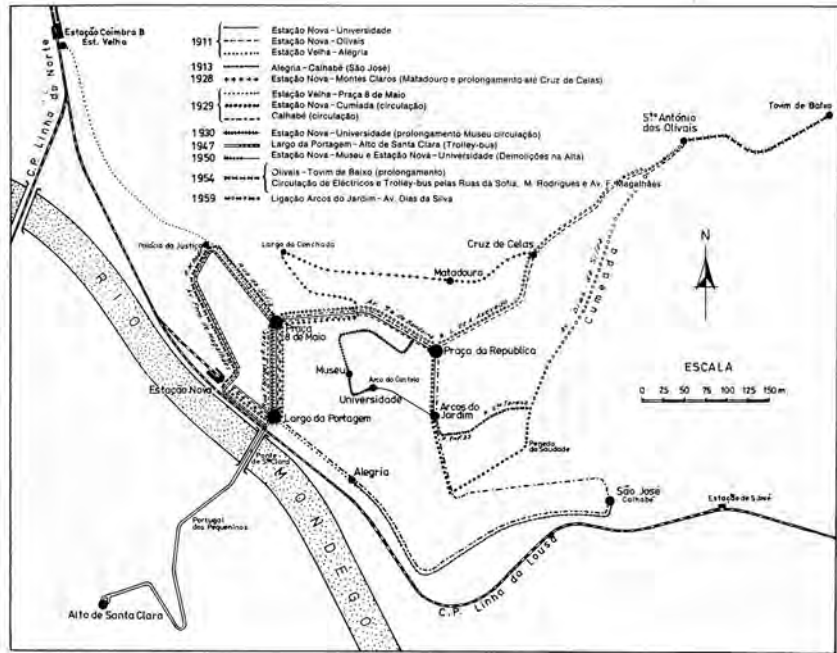 Estação Coimbra B
Est. Velha
C.P. Linha do Norte
1911
Estação Nova - Universidade
Estação Nova - Olivais
Estação Velha - Alegria
1913 Alegria - Calhabé (São José)
1928 Estação Nova - Montes Claros (Matadouro e prolongamento até Cruz de Celas)
1929
Estação Velha - Praça 8 de Maio
Estação Nova - Cumiada (circulação)
Calhabé (circulação)
1930 Estação Nova - Universidade (prolongamento Museu circulação)
1947 Largo da Portagem - Alto de Santa Clara (Trolley-bus)
1950 Estação Nova - Museu e Estação Nova - Universidade (Demolições na Alta)
1954
Olivais - Tovim de Baixo (prolongamento)
Circulação de Eléctricos e Trolley-bus pelas Ruas da Sofia, M. Rodrigues e Av. F. Magalhães
1959 Ligação Arcos do Jardim - Av. Dias da Silva
Stº António
dos Olivais
Tovim de Baixo
N
Palácio da Justiça
Largo da Conchada
Matadouro
Cruz de Celas
Cumeada
RIO
Praça
8 de Maio
Praça da Republica
ESCALA
0 25 50 75 100 125 150 m
Museu
Arco do Castelo
Universidade
Arcos do
Jardim
Estação Nova
Largo da Portagem
Ponte
de Stª Clara
Penedo
da Saudade
Alegria
São José
Calhabé
Estação de S. José
MONDEGO
Portugal
dos Pequeninos
Alto de Santa Clara
C.P. Linha da Lousã